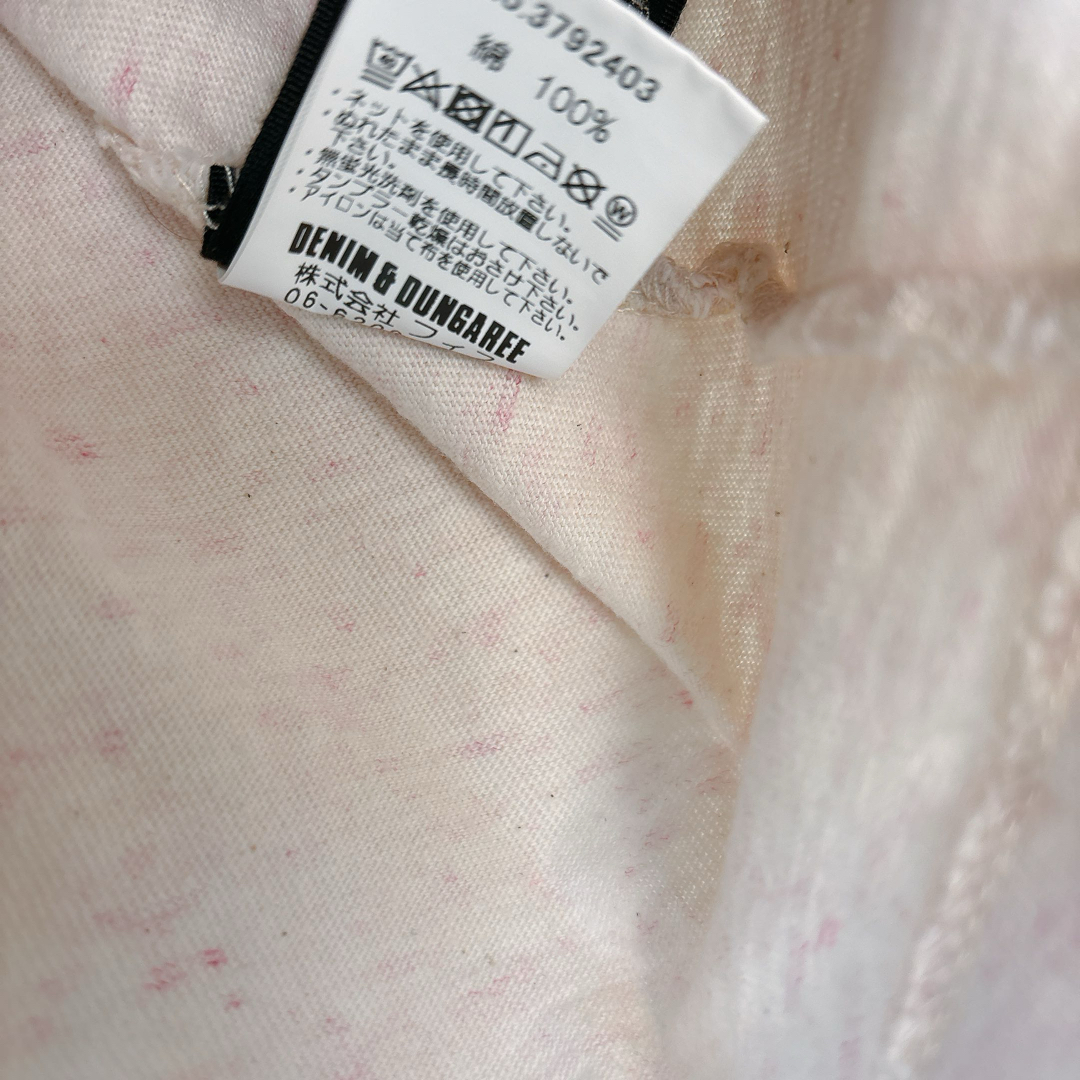 3792403
綿 100%
・ネットを使用して下さい。
・ぬれたまま長時間放置しないで
下さい。
・無蛍光洗剤を使用して下さい。
・タンブラー乾燥はおさけ下さい。
アイロンは当て布を使用して下さい。
DENIM & DUNGAREE
株式会社
06-